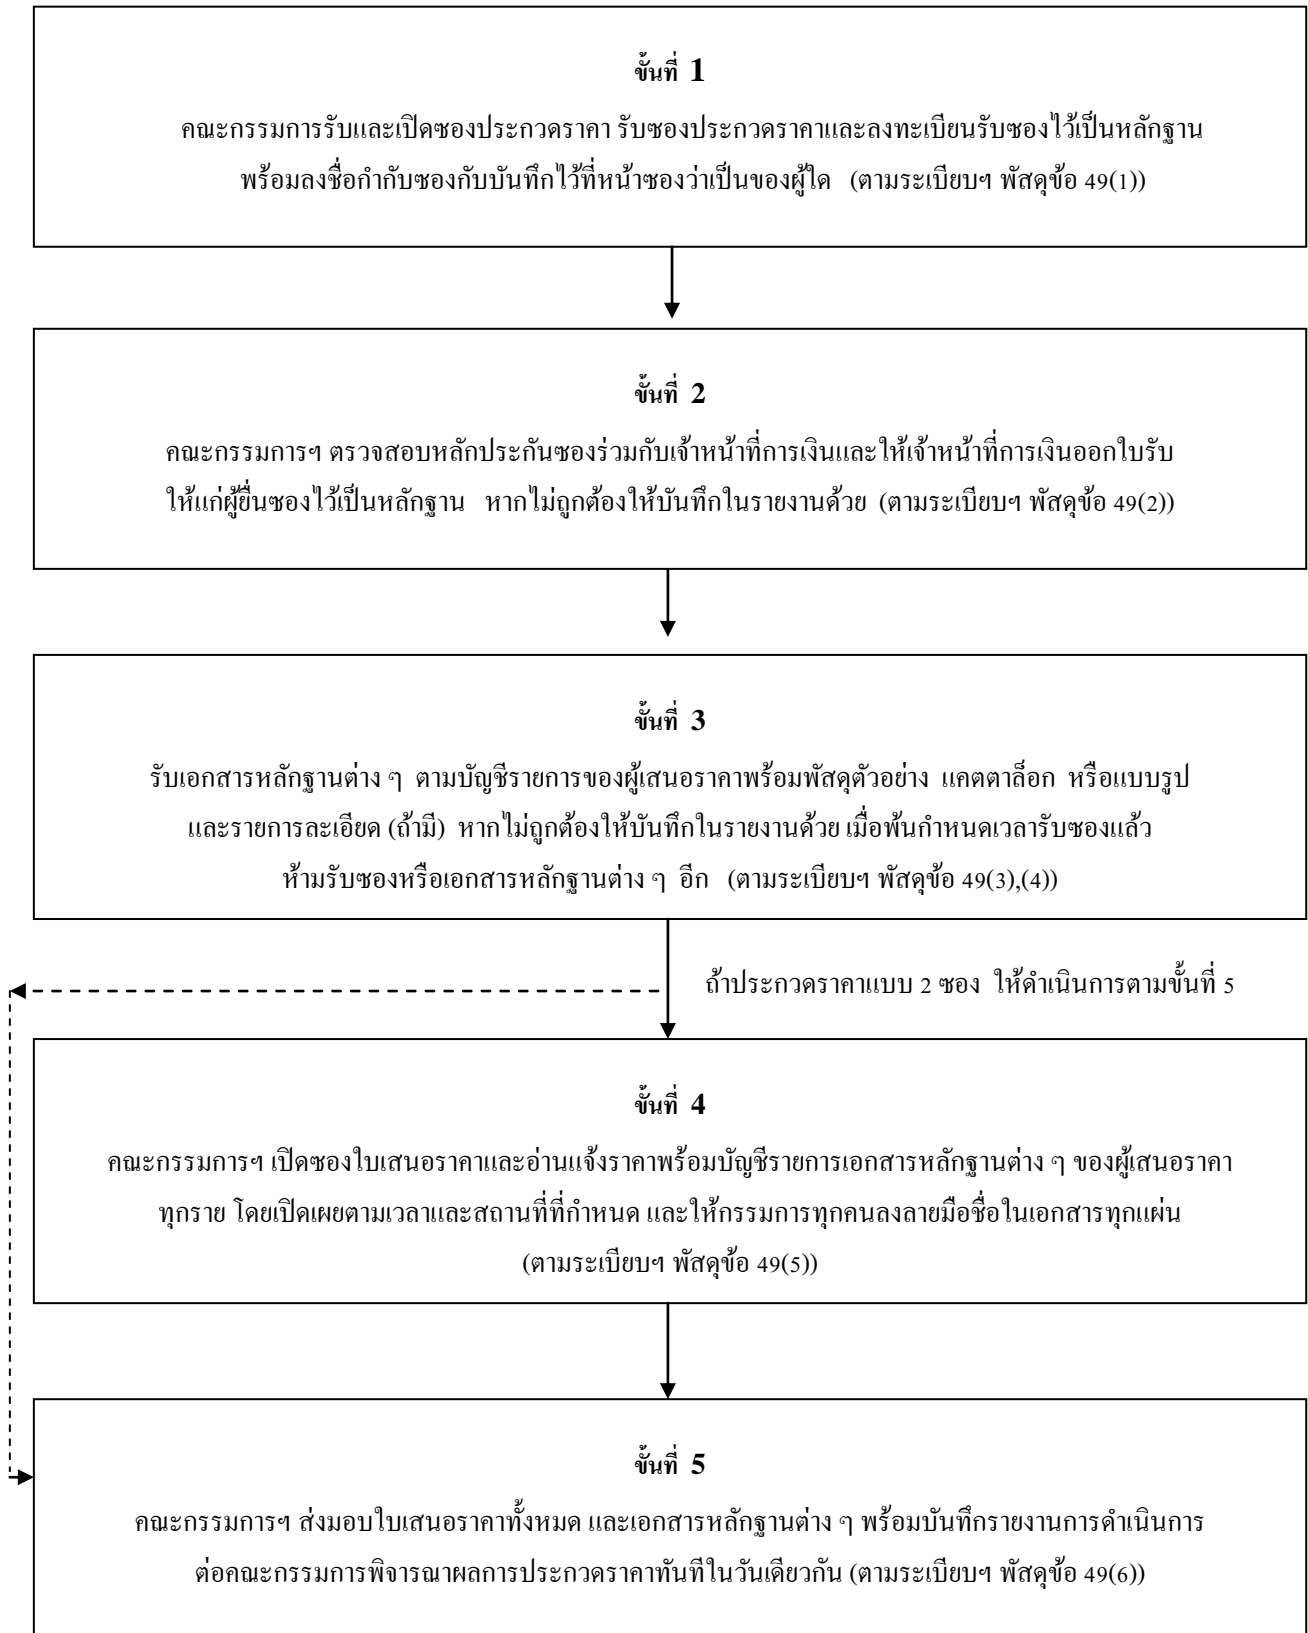 ขั้นที่ 1
คณะกรรมการรับและเปิดซองประกวดราคา รับซองประกวดราคาและลงทะเบียนรับซองไว้เป็นหลักฐาน
พร้อมลงชื่อกำกับซองกับบันทึกไว้ที่หน้าซองว่าเป็นของผู้ใด (ตามระเบียบฯ พัสดุข้อ 49(1))
ขั้นที่ 2
คณะกรรมการฯ ตรวจสอบหลักประกันซองร่วมกับเจ้าหน้าที่การเงินและให้เจ้าหน้าที่การเงินออกใบรับ
ให้แก่ผู้ยื่นซองไว้เป็นหลักฐาน หากไม่ถูกต้องให้บันทึกในรายงานด้วย (ตามระเบียบฯ พัสดุข้อ 49(2))
ขั้นที่ 3
รับเอกสารหลักฐานต่าง ๆ ตามบัญชีรายการของผู้เสนอราคาพร้อมพัสดุตัวอย่าง แคตตาล็อก หรือแบบรูป
และรายการละเอียด (ถ้ามี) หากไม่ถูกต้องให้บันทึกในรายงานด้วย เมื่อพ้นกำหนดเวลารับซองแล้ว
ห้ามรับซองหรือเอกสารหลักฐานต่าง ๆ อีก (ตามระเบียบฯ พัสดุข้อ 49(3),(4))
ถ้าประกวดราคาแบบ 2 ซอง ให้ดำเนินการตามขั้นที่ 5
ขั้นที่ 4
คณะกรรมการฯ เปิดซองใบเสนอราคาและอ่านแจ้งราคาพร้อมบัญชีรายการเอกสารหลักฐานต่าง ๆ ของผู้เสนอราคา
ทุกราย โดยเปิดเผยตามเวลาและสถานที่ที่กำหนด และให้กรรมการทุกคนลงลายมือชื่อในเอกสารทุกแผ่น
(ตามระเบียบฯ พัสดุข้อ 49(5))
ขั้นที่ 5
คณะกรรมการฯ ส่งมอบใบเสนอราคาทั้งหมด และเอกสารหลักฐานต่าง ๆ พร้อมบันทึกรายงานการดำเนินการ
ต่อคณะกรรมการพิจารณาผลการประกวดราคาทันทีในวันเดียวกัน (ตามระเบียบฯ พัสดุข้อ 49(6))